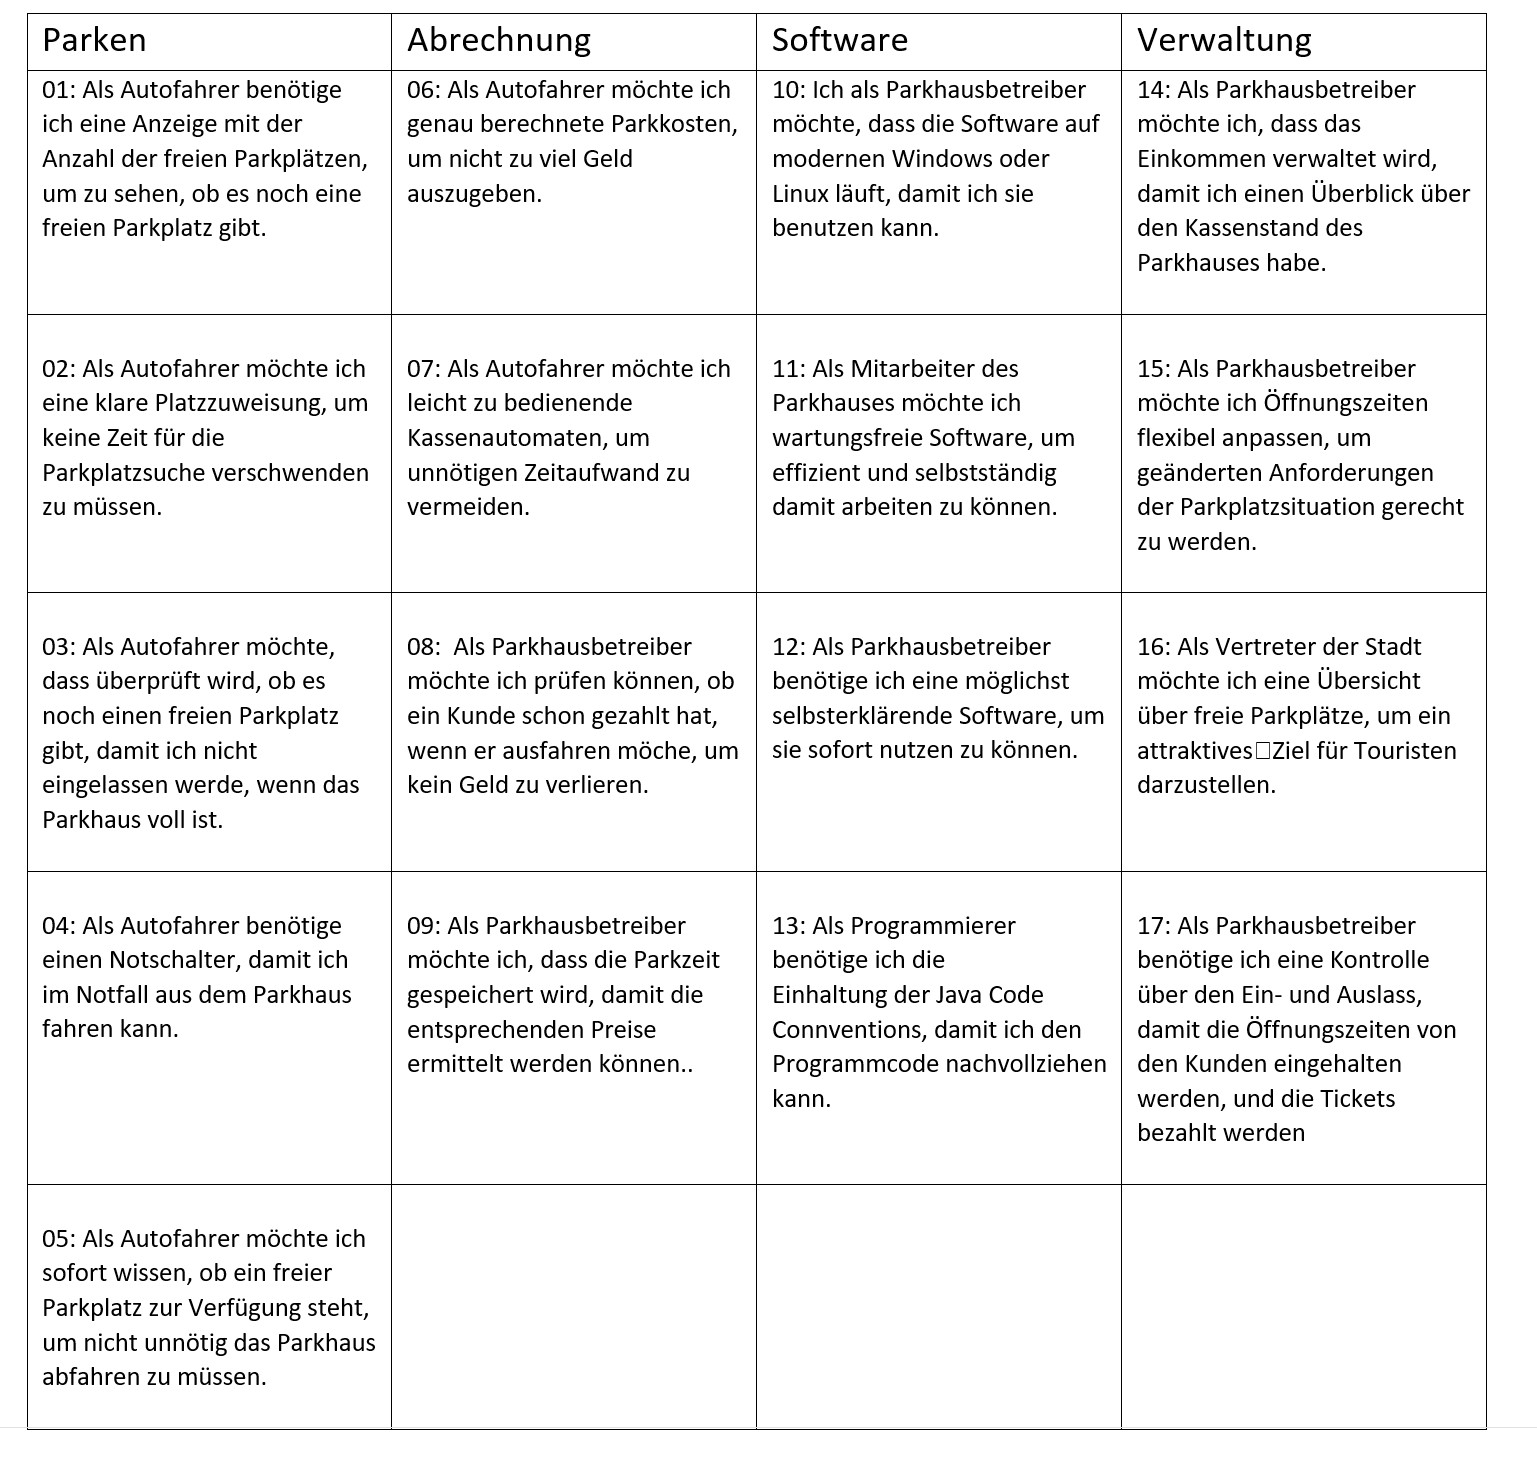 Parken
Abrechnung
Software
Verwaltung
01: Als Autofahrer benötige
ich eine Anzeige mit der
Anzahl der freien Parkplätzen,
um zu sehen, ob es noch eine
freien Parkplatz gibt.
06: Als Autofahrer möchte ich
genau berechnete Parkkosten,
um nicht zu viel Geld
auszugeben.
10: Ich als Parkhausbetreiber
möchte, dass die Software auf
modernen Windows oder
Linux läuft, damit ich sie
benutzen kann.
14: Als Parkhausbetreiber
möchte ich, dass das
Einkommen verwaltet wird,
damit ich einen Überblick über
den Kassenstand des
Parkhauses habe.
02: Als Autofahrer möchte ich
eine klare Platzzuweisung, um
keine Zeit für die
Parkplatzsuche verschwenden
zu müssen.
07: Als Autofahrer möchte ich
leicht zu bedienende
Kassenautomaten, um
unnötigen Zeitaufwand zu
vermeiden.
11: Als Mitarbeiter des
Parkhauses möchte ich
wartungsfreie Software, um
effizient und selbstständig
damit arbeiten zu können.
15: Als Parkhausbetreiber
möchte ich Öffnungszeiten
flexibel anpassen, um
geänderten Anforderungen
der Parkplatzsituation gerecht
zu werden.
03: Als Autofahrer möchte,
dass überprüft wird, ob es
noch einen freien Parkplatz
gibt, damit ich nicht
eingelassen werde, wenn das
Parkhaus voll ist.
08:  Als Parkhausbetreiber
möchte ich prüfen können, ob
ein Kunde schon gezahlt hat,
wenn er ausfahren möche, um
kein Geld zu verlieren.
12: Als Parkhausbetreiber
benötige ich eine möglichst
selbsterklärende Software, um
sie sofort nutzen zu können.
16: Als Vertreter der Stadt
möchte ich eine Übersicht
über freie Parkplätze, um ein
attraktives□Ziel für Touristen
darzustellen.
04: Als Autofahrer benötige
einen Notschalter, damit ich
im Notfall aus dem Parkhaus
fahren kann.
09: Als Parkhausbetreiber
möchte ich, dass die Parkzeit
gespeichert wird, damit die
entsprechenden Preise
ermittelt werden können..
13: Als Programmierer
benötige ich die
Einhaltung der Java Code
Connventions, damit ich den
Programmcode nachvollziehen
kann.
17: Als Parkhausbetreiber
benötige ich eine Kontrolle
über den Ein- und Auslass,
damit die Öffnungszeiten von
den Kunden eingehalten
werden, und die Tickets
bezahlt werden
05: Als Autofahrer möchte ich
sofort wissen, ob ein freier
Parkplatz zur Verfügung steht,
um nicht unnötig das Parkhaus
abfahren zu müssen.